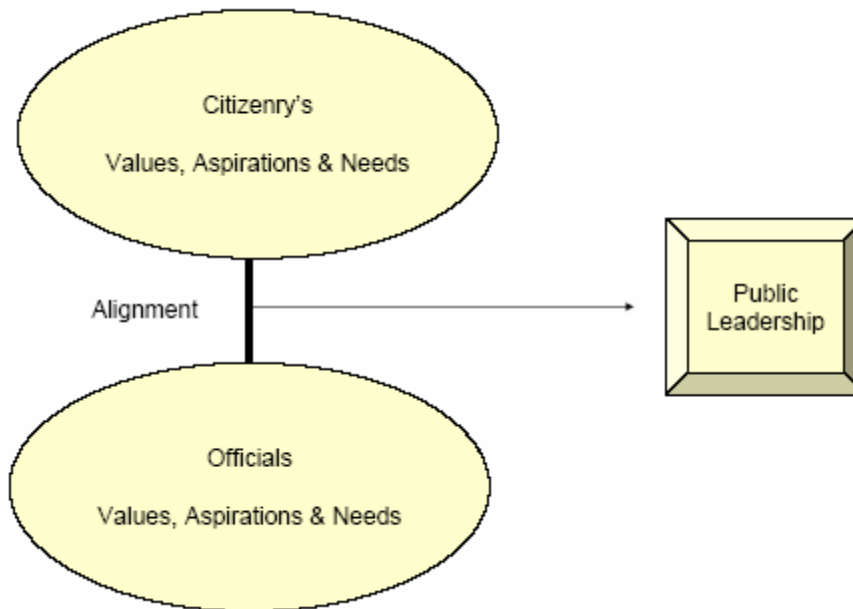 Citizenry's
Values, Aspirations & Needs
Alignment
Public
Leadership
Officials
Values, Aspirations & Needs